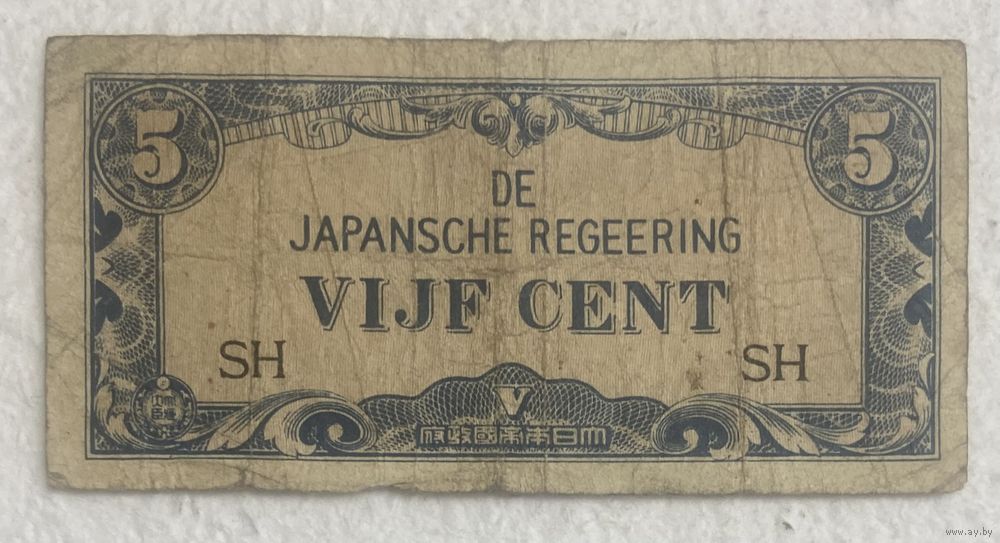 5 5
DE
JAPANSCHE REGEERING
VIJF CENT
SH SH
V
府政國帝本日大
www.ay.by